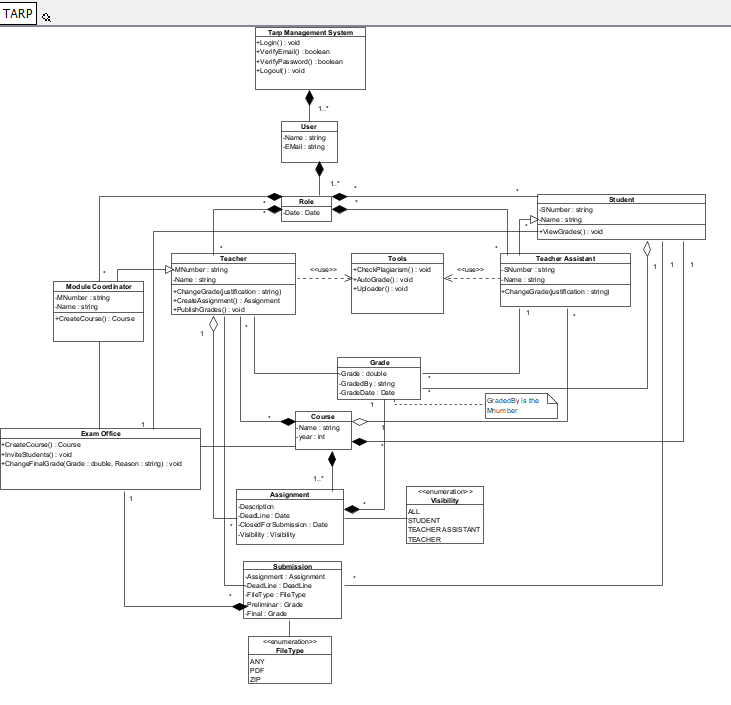 TARP
Tarp Management System
+Login() : void
+VerifyEmail() : boolean
+VerifyPassword() : boolean
+Logout() : void
1..*
User
-Name : string
-EMail : string
1..*
Role
-Date : Date
*
*
*
*
*
*
*
*
*
Student
-SNumber : string
-Name : string
+ViewGrades() : void
Teacher
-MNumber : string
-Name : string
+ChangeGrade(justification : string)
+CreateAssignment() : Assignment
+PublishGrades() : void
<<use>>
Tools
+CheckPlagiarism() : void
+AutoGrade() : void
+Uploader() : void
<<use>>
Teacher Assistant
-SNumber : string
-Name : string
+ChangeGrade(justification : string)
1
1
1
Module Coordinator
-MNumber : string
-Name : string
+CreateCourse() : Course
1
*
1
*
Grade
-Grade : double
-GradedBy : string
-GradeDate : Date
*
*
1
GradedBy is the
Mnumber
Course
-Name : string
-year : int
*
1
*
1
Exam Office
+CreateCourse() : Course
+InviteStudents() : void
+ChangeFinalGrade(Grade : double, Reason : string) : void
1
1..*
Assignment
-Description
-DeadLine : Date
-ClosedForSubmission : Date
-Visibility : Visibility
*
*
<<enumeration>>
Visibility
ALL
STUDENT
TEACHER ASSISTANT
TEACHER
Submission
-Assignment : Assignment
-DeadLine : DeadLine
-FileType : FileType
-Preliminar : Grade
-Final : Grade
*
*
<<enumeration>>
FileType
ANY
PDF
ZIP